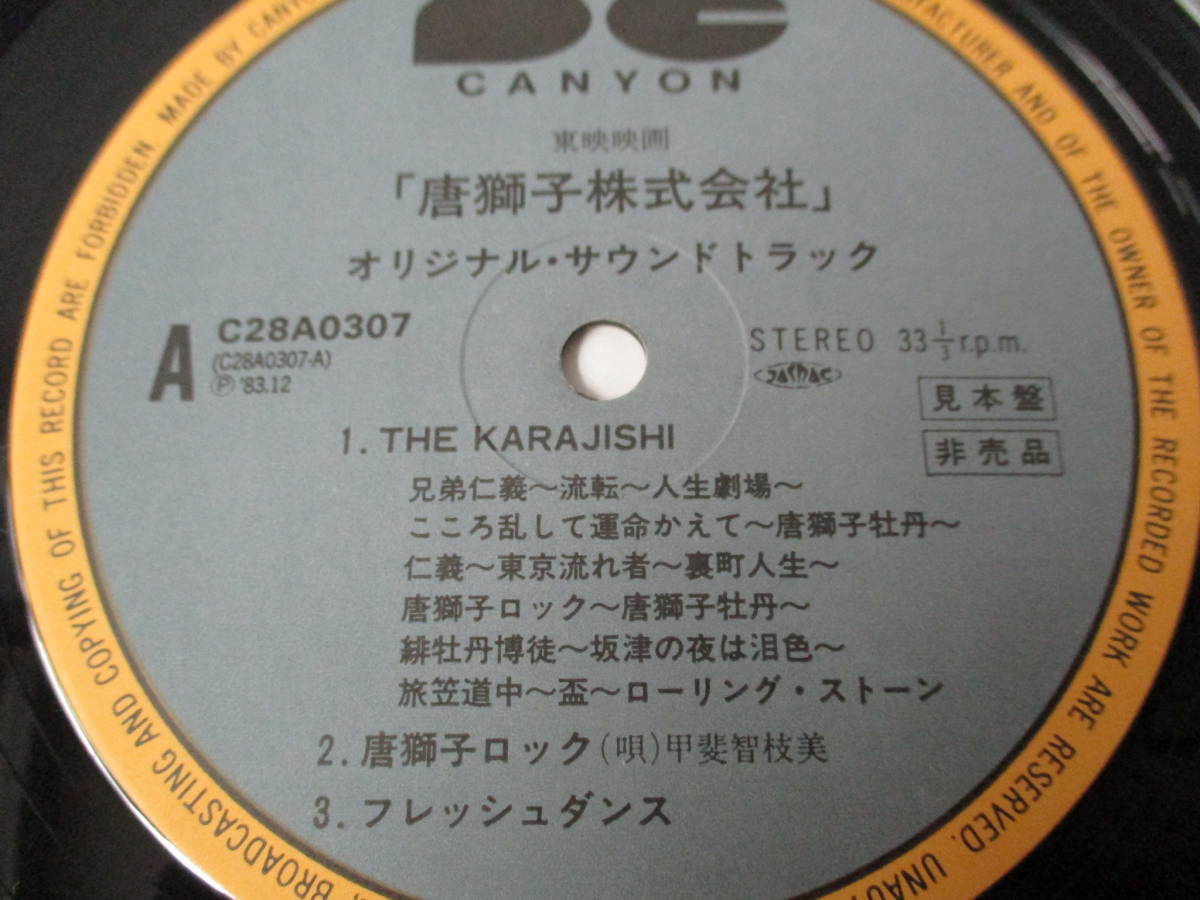 CANYON
東映映画
「唐獅子株式会社」
オリジナル・サウンドトラック
A
C28A0307
(C28A0307-A)
Ⓟ '83.12
STEREO 33 1/3 r.p.m.
JASRAC
見本盤
非売品
1. THE KARAJISHI
兄弟仁義〜流転〜人生劇場〜
こころ乱して運命かえて〜唐獅子牡丹〜
仁義〜東京流れ者〜裏町人生〜
唐獅子ロック〜唐獅子牡丹〜
緋牡丹博徒〜坂津の夜は泪色〜
旅笠道中〜盃〜ローリング・ストーン
2. 唐獅子ロック(唄)甲斐智枝美
3. フレッシュダンス
BROADCASTING AND COPYING OF THIS RECORD ARE FORBIDDEN. MADE BY CANYON
MANUFACTURER AND OF THE OWNER OF THE RECORDED WORK ARE RESERVED. UNAU